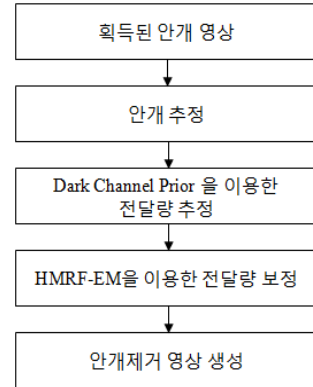 획득된 안개 영상
안개 추정
Dark Channel Prior 을 이용한
전달량 추정
HMRF-EM을 이용한 전달량 보정
안개제거 영상 생성